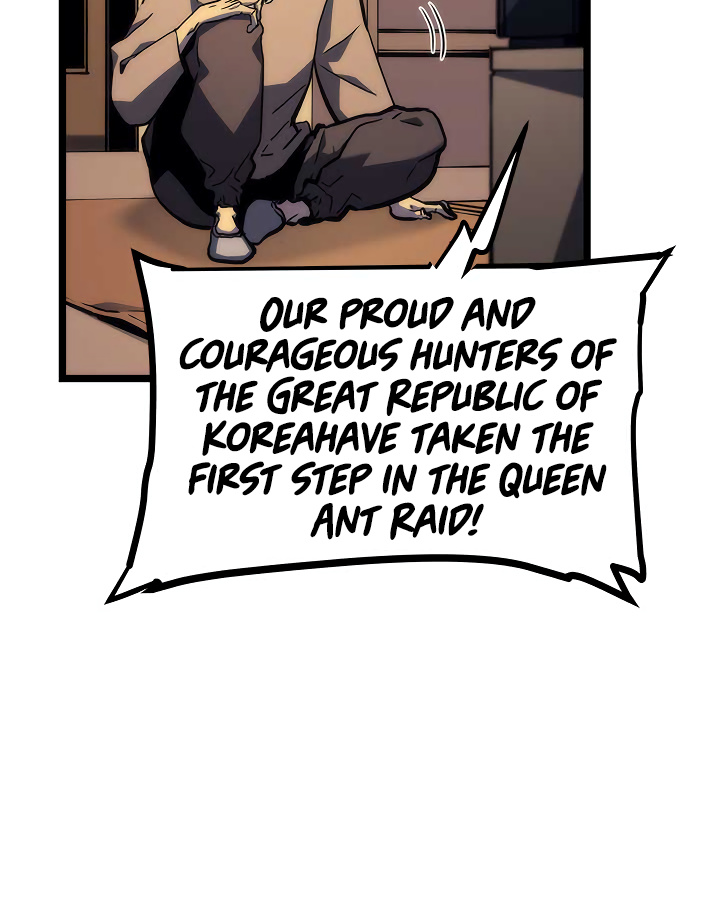 OUR PROUD AND
COURAGEOUS HUNTERS OF
THE GREAT REPUBLIC OF
KOREAHAVE TAKEN THE
FIRST STEP IN THE QUEEN
ANT RAID!